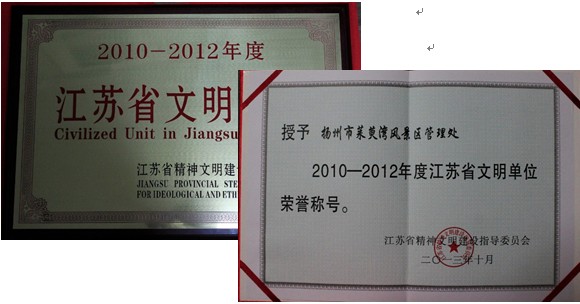 2010-2012年度
江苏省文明
Civilized Unit in Jiangsu
江苏省精神文明建
JIANGSU PROVINCIAL STE
FOR IDEOLOGICAL AND ETH
授予 扬州市茱萸湾风景区管理处
2010—2012年度江苏省文明单位
荣誉称号。
江苏省精神文明建设指导委员会
二〇一三年十月